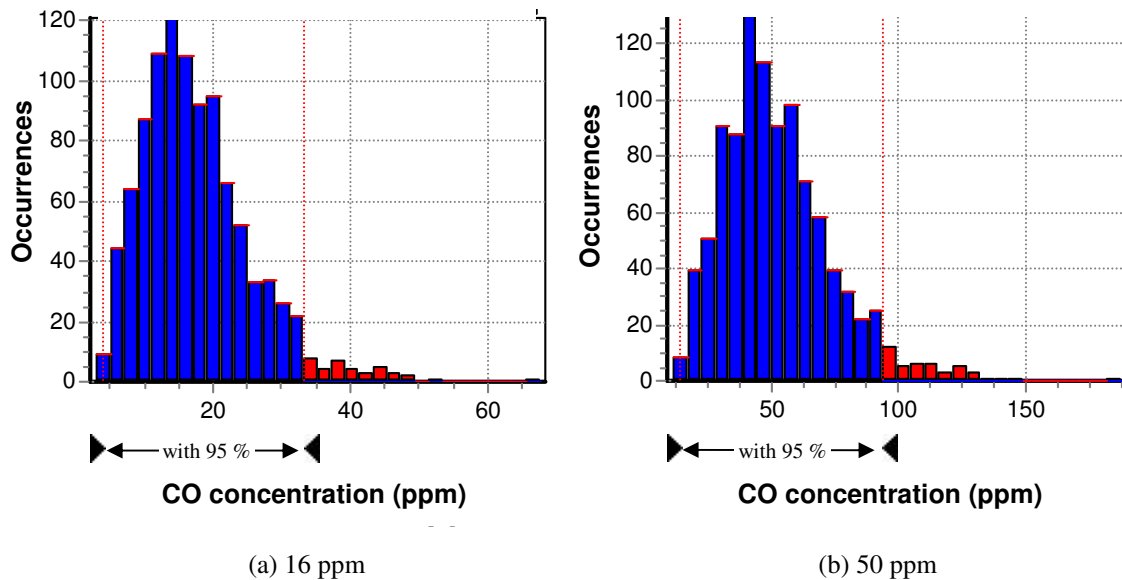 120
100
80
60
40
20
0
Occurrences
20 40 60
with 95 %
CO concentration (ppm)
(a) 16 ppm
120
100
80
60
40
20
0
Occurrences
50 100 150
with 95 %
CO concentration (ppm)
(b) 50 ppm